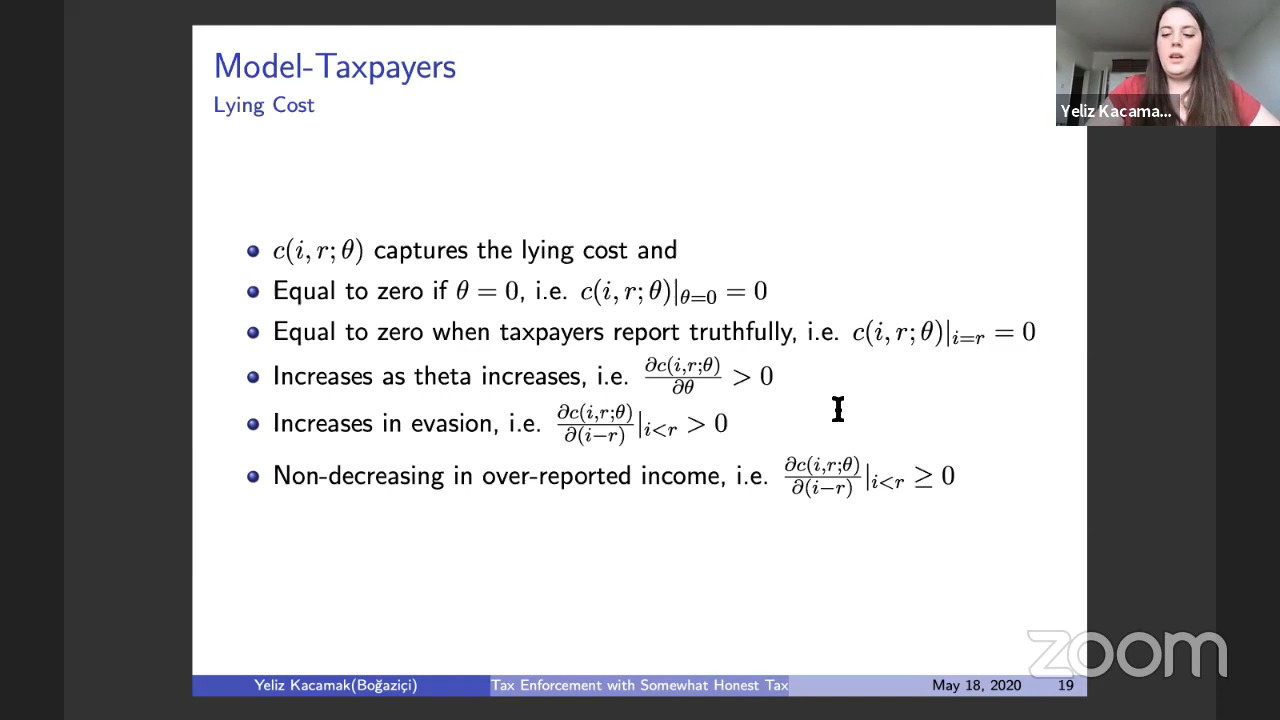 Model-Taxpayers
Lying Cost
Yeliz Kacama...
c(i, r; θ) captures the lying cost and
Equal to zero if θ = 0, i.e. c(i, r; θ)|θ=0 = 0
Equal to zero when taxpayers report truthfully, i.e. c(i, r; θ)|i=r = 0
Increases as theta increases, i.e. ∂c(i,r;θ)/∂θ > 0
Increases in evasion, i.e. ∂c(i,r;θ)/∂(i−r)|i<r > 0
Non-decreasing in over-reported income, i.e. ∂c(i,r;θ)/∂(i−r)|i<r ≥ 0
zoom
Yeliz Kacamak(Boğaziçi) Tax Enforcement with Somewhat Honest Tax May 18, 2020 19